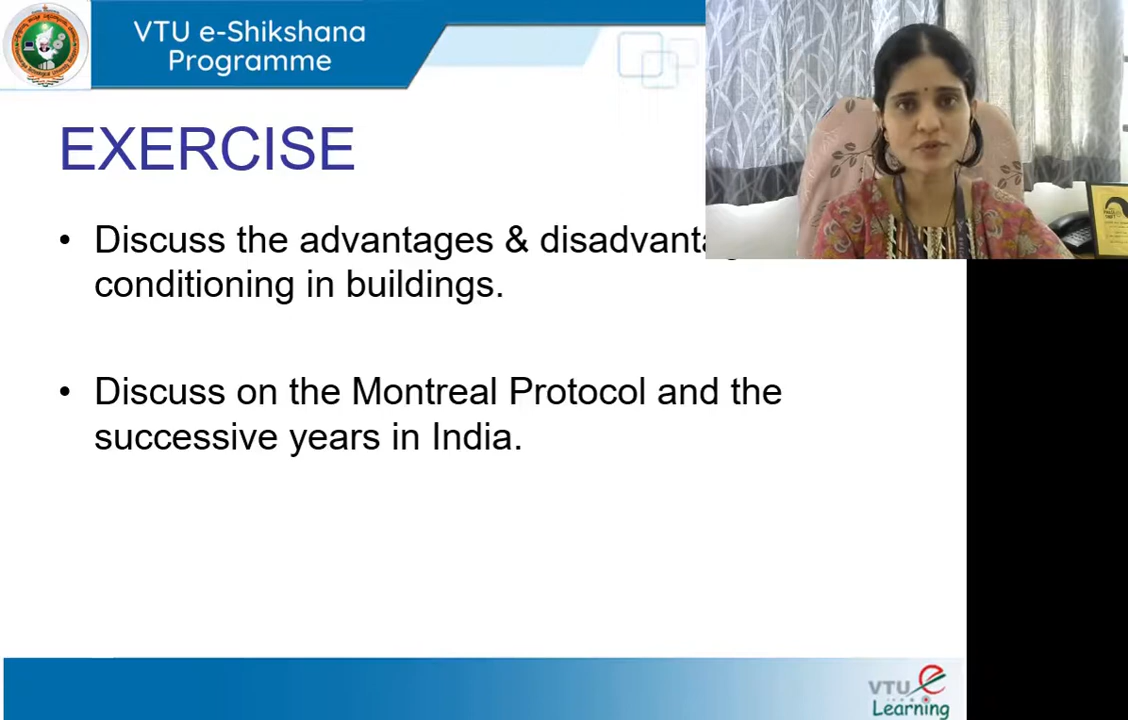 VTU e-Shikshana
Programme
EXERCISE
• Discuss the advantages &
conditioning in buildings.
• Discuss on the Montreal Protocol and the
successive years in India.
VTU e
Learning